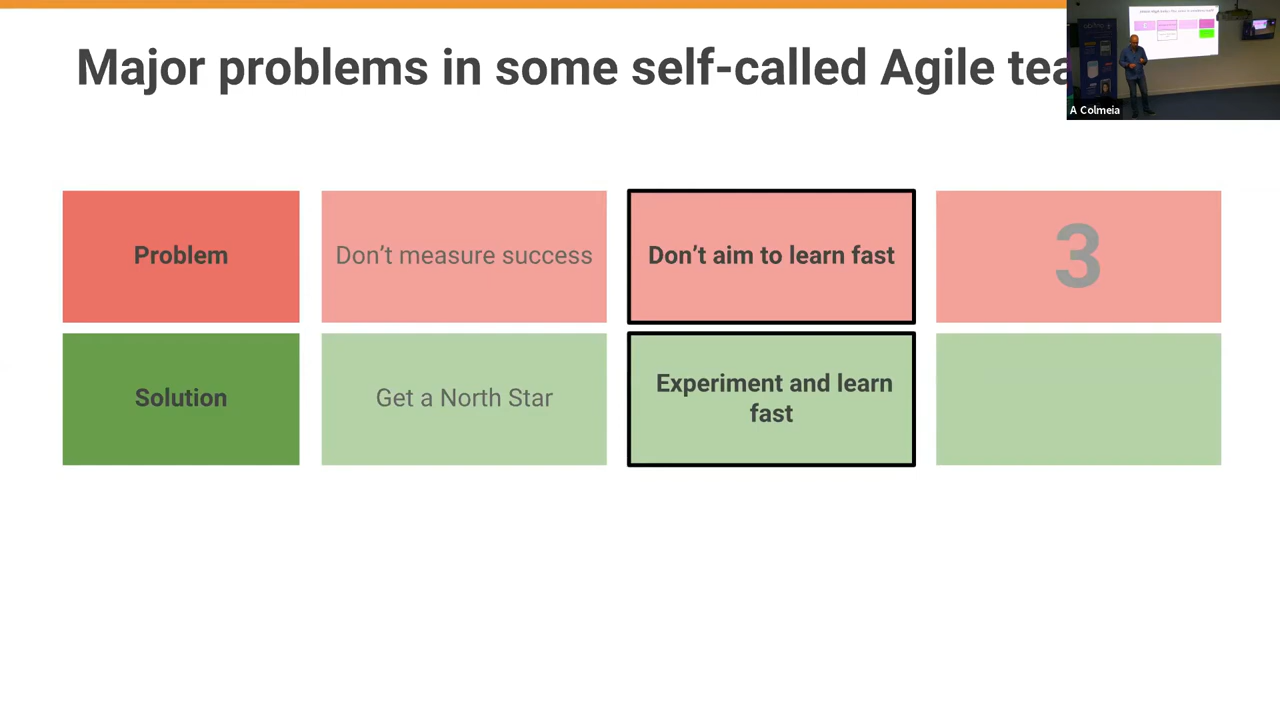 Major problems in some self-called Agile
A Colmeia
Problem
Don’t measure success
Don’t aim to learn fast
3
Solution
Get a North Star
Experiment and learn
fast